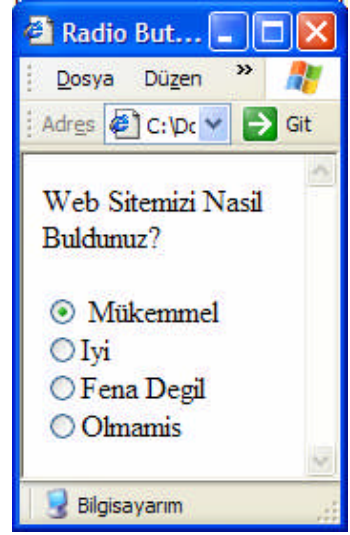 Radio But...
Dosya Düzen »
Adres C:\Dc Git
Web Sitemizi Nasil
Buldunuz?
Mükemmel
Iyi
Fena Degil
Olmamis
Bilgisayarım